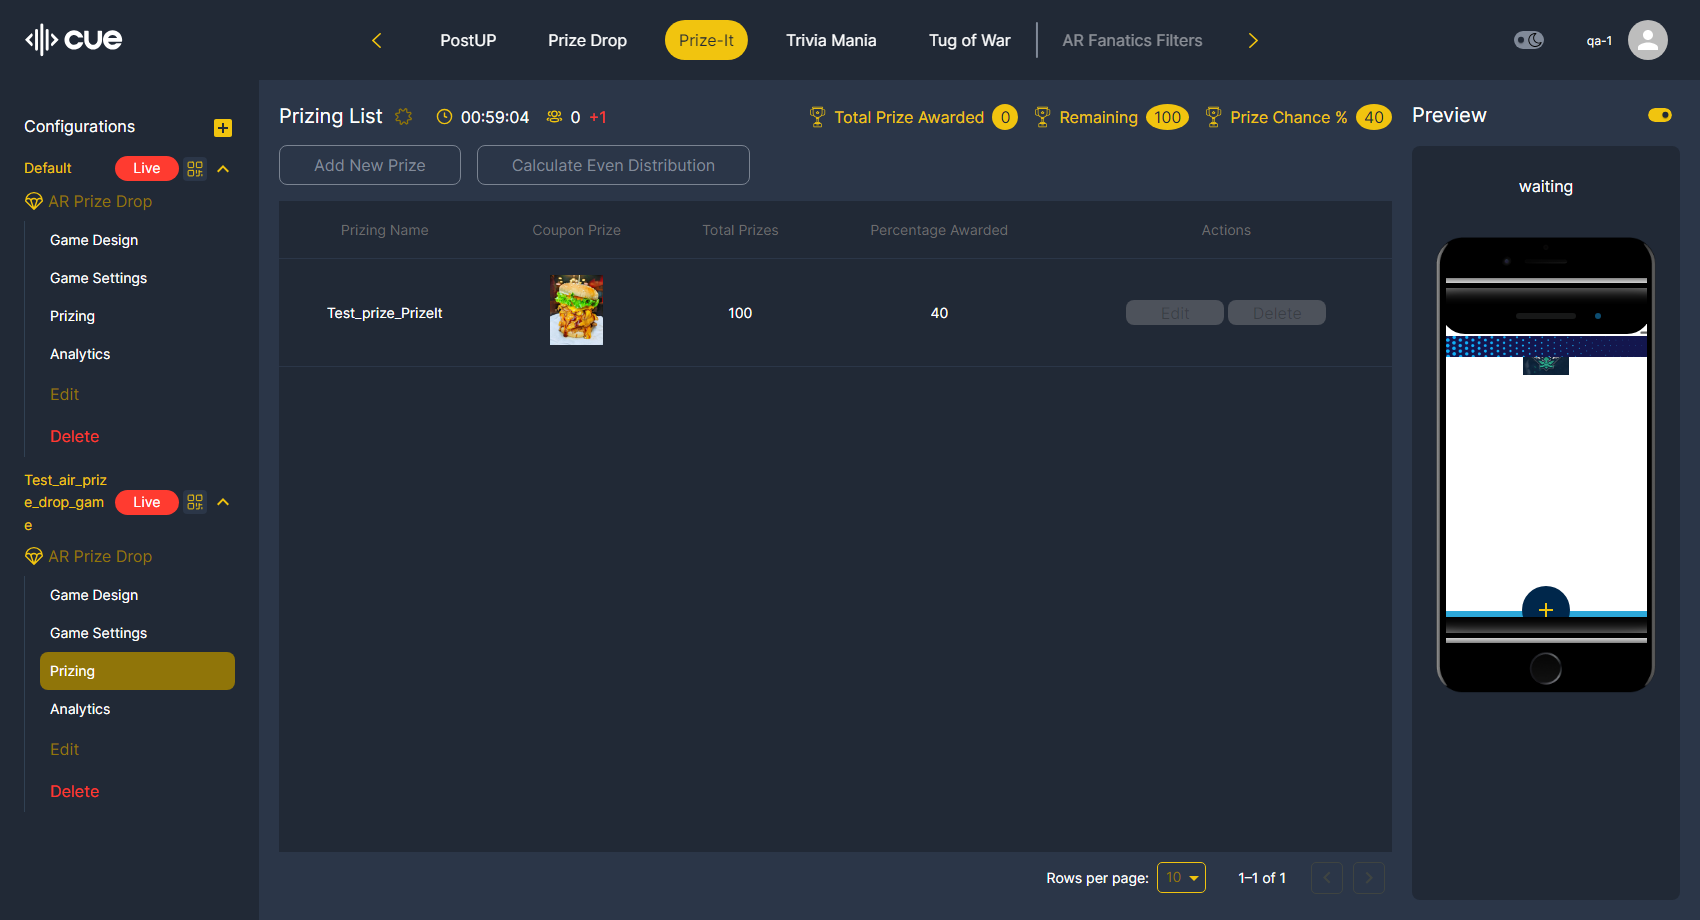 cue
PostUP
Prize Drop
Prize-It
Trivia Mania
Tug of War
AR Fanatics Filters
qa-1
Configurations
Default
Live
AR Prize Drop
Game Design
Game Settings
Prizing
Analytics
Edit
Delete
Test_air_priz
e_drop_gam
e
Live
AR Prize Drop
Game Design
Game Settings
Prizing
Analytics
Edit
Delete
Prizing List
00:59:04
0 +1
Total Prize Awarded 0
Remaining 100
Prize Chance % 40
Add New Prize
Calculate Even Distribution
Prizing Name
Coupon Prize
Total Prizes
Percentage Awarded
Actions
Test_prize_PrizeIt
100
40
Edit
Delete
Rows per page: 10
1–1 of 1
Preview
waiting